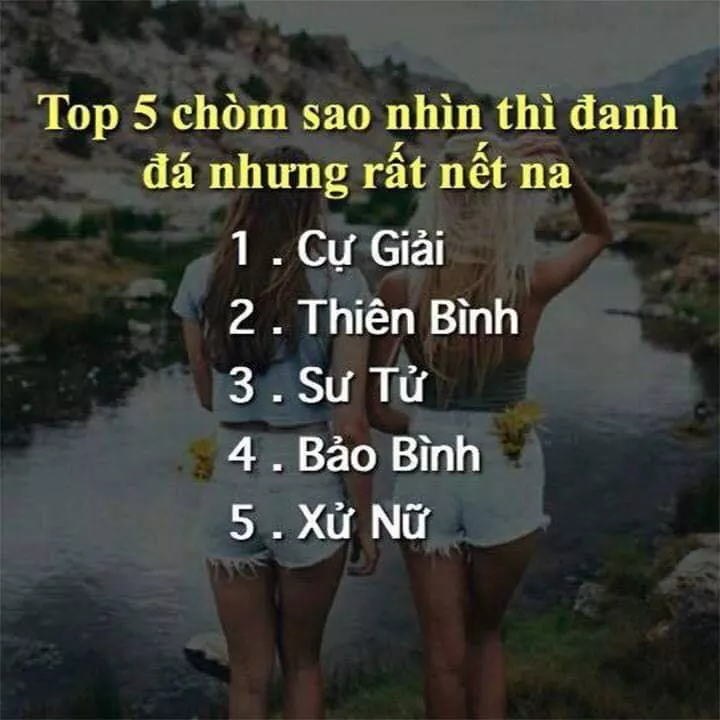 Top 5 chòm sao nhìn thì đanh
đá nhưng rất nết na
1 . Cự Giải
2 . Thiên Bình
3 . Sư Tử
4 . Bảo Bình
5 . Xử Nữ